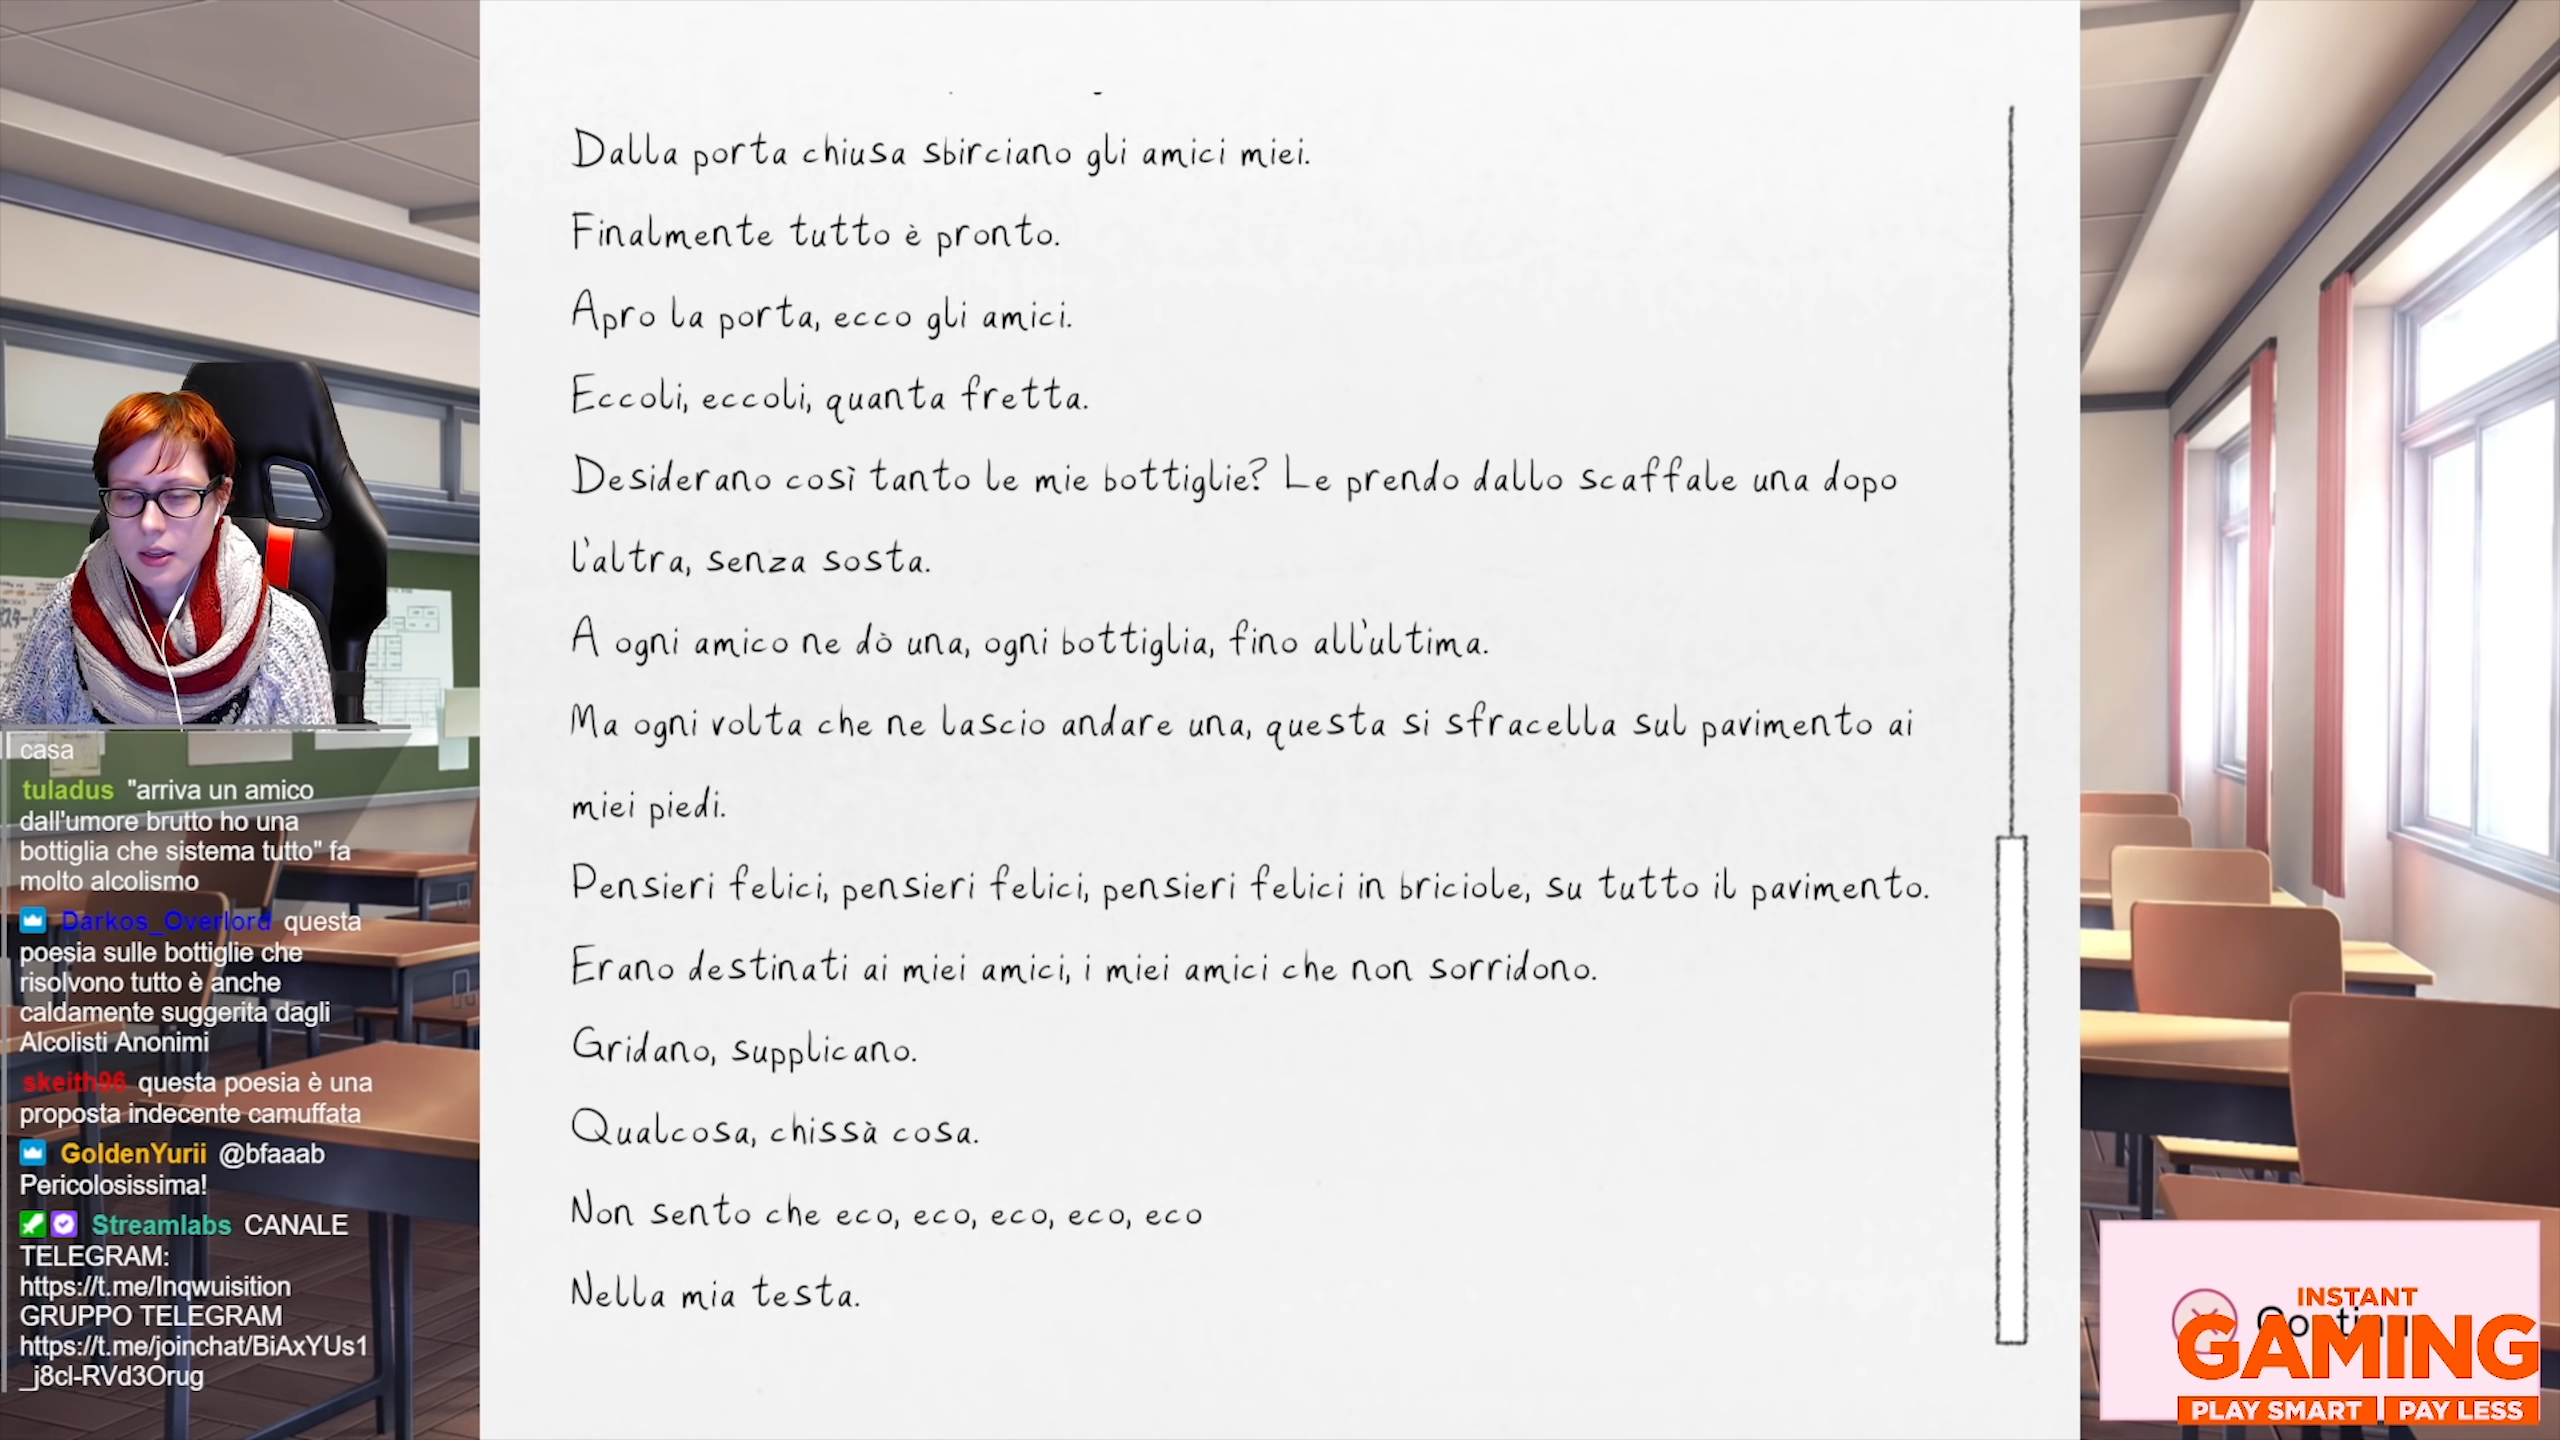 Dalla porta chiusa sbirciano gli amici miei.
Finalmente tutto è pronto.
Apro la porta, ecco gli amici.
Eccoli, eccoli, quanta fretta.
Desiderano così tanto le mie bottiglie? Le prendo dallo scaffale una dopo
l'altra, senza sosta.
A ogni amico ne dò una, ogni bottiglia, fino all'ultima.
Ma ogni volta che ne lascio andare una, questa si sfracella sul pavimento ai
miei piedi.
Pensieri felici, pensieri felici, pensieri felici in briciole, su tutto il pavimento.
Erano destinati ai miei amici, i miei amici che non sorridono.
Gridano, supplicano.
Qualcosa, chissà cosa.
Non sento che eco, eco, eco, eco, eco
Nella mia testa.
casa
tuladus "arriva un amico
dall'umore brutto ho una
bottiglia che sistema tutto" fa
molto alcolismo
Darkos_Overlord questa
poesia sulle bottiglie che
risolvono tutto è anche
caldamente suggerita dagli
Alcolisti Anonimi
skeith96 questa poesia è una
proposta indecente camuffata
GoldenYurii @bfaaab
Pericolosissima!
Streamlabs CANALE
TELEGRAM:
https://t.me/Inqwuisition
GRUPPO TELEGRAM
https://t.me/joinchat/BiAxYUs1
_j8cl-RVd3Orug
INSTANT
GAMING
PLAY SMART | PAY LESS